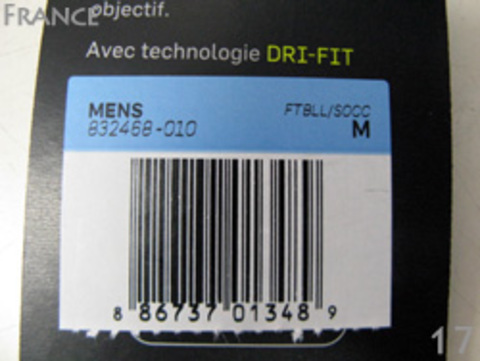 FRANCE
objectif.
Avec technologie DRI-FIT
MENS FTBLL/SOCC
832468-010 M
8 86737 01348 9
17